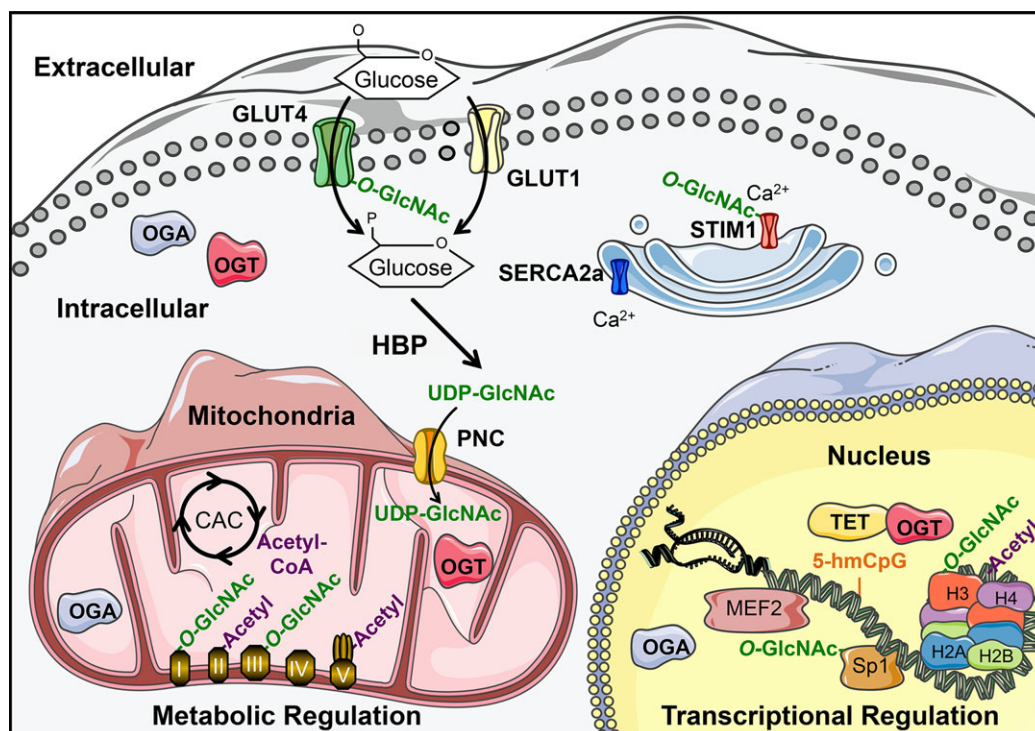 O
O
Extracellular
Glucose
GLUT4
GLUT1
-O-GlcNAc
P
O
Glucose
OGA
OGT
Intracellular
O-GlcNAc-
Ca²⁺
STIM1
SERCA2a
Ca²⁺
HBP
UDP-GlcNAc
PNC
Mitochondria
CAC
Acetyl-
CoA
UDP-GlcNAc
OGT
OGA
-O-GlcNAc
-Acetyl
-O-GlcNAc
-Acetyl
I
II
III
IV
V
Metabolic Regulation
Nucleus
TET
OGT
5-hmCpG
O-GlcNAc
-Acetyl
MEF2
H3
H4
OGA
O-GlcNAc-
Sp1
H2A
H2B
Transcriptional Regulation